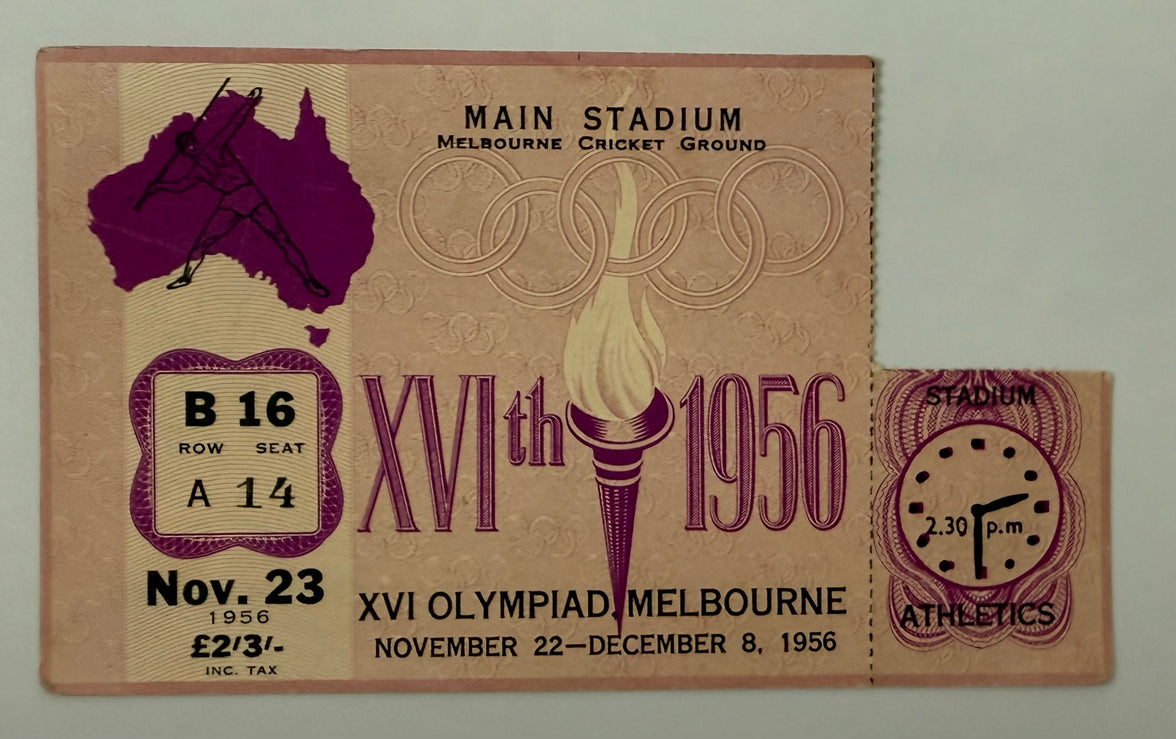 MAIN STADIUM
MELBOURNE CRICKET GROUND
B 16
ROW SEAT
A 14
Nov. 23
1956
£2/3/-
INC. TAX
XVIth 1956
XVI OLYMPIAD, MELBOURNE
NOVEMBER 22—DECEMBER 8, 1956
STADIUM
2.30 p.m
ATHLETICS